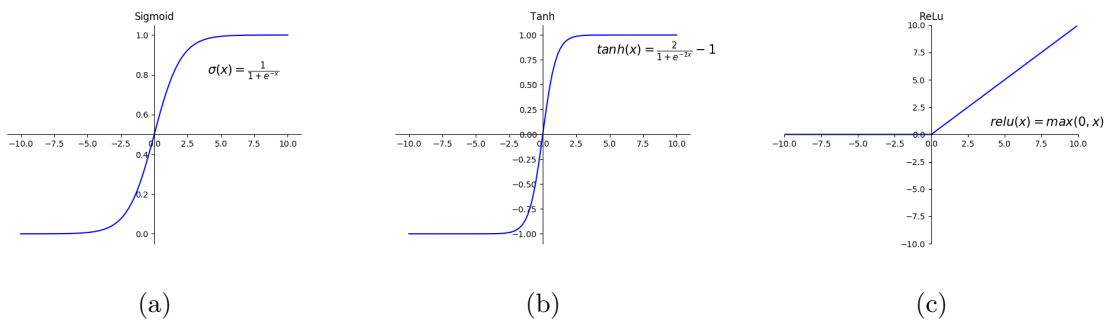 Sigmoid
1.0
0.8
0.6
0.4
0.2
0.0
−10.0 −7.5 −5.0 −2.5 0.0 2.5 5.0 7.5 10.0
σ(x) = 1/(1 + e^{−x})
(a)
Tanh
1.00
0.75
0.50
0.25
0.00
−0.25
−0.50
−0.75
−1.00
−10.0 −7.5 −5.0 −2.5 0.0 2.5 5.0 7.5 10.0
tanh(x) = 2/(1 + e^{−2x}) − 1
(b)
ReLu
10.0
7.5
5.0
2.5
0.0
−2.5
−5.0
−7.5
−10.0
−10.0 −7.5 −5.0 −2.5 0.0 2.5 5.0 7.5 10.0
relu(x) = max(0, x)
(c)